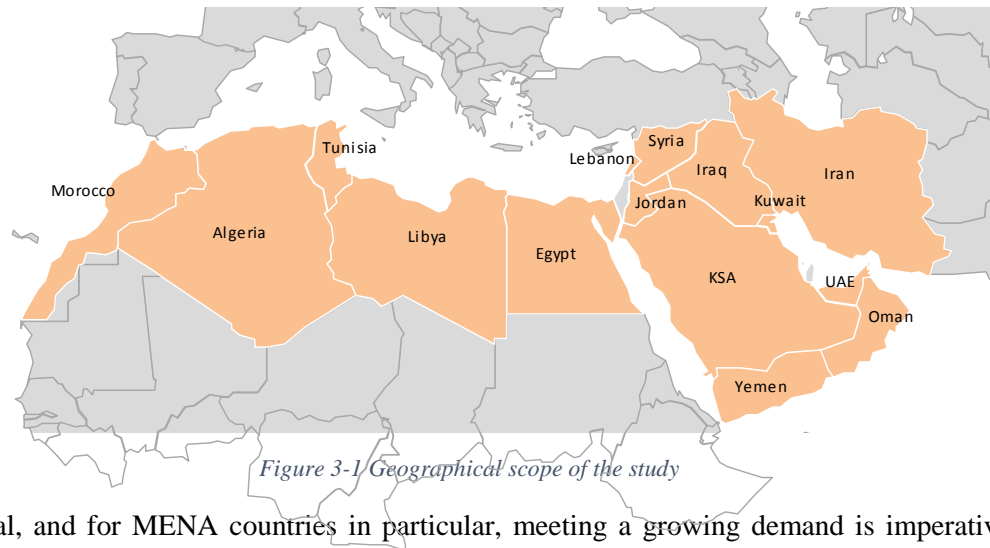 Tunisia
Syria
Lebanon
Iraq
Iran
Morocco
Jordan
Kuwait
Algeria
Libya
Egypt
KSA
UAE
Oman
Yemen
Figure 3-1 Geographical scope of the study
al, and for MENA countries in particular, meeting a growing demand is imperativ